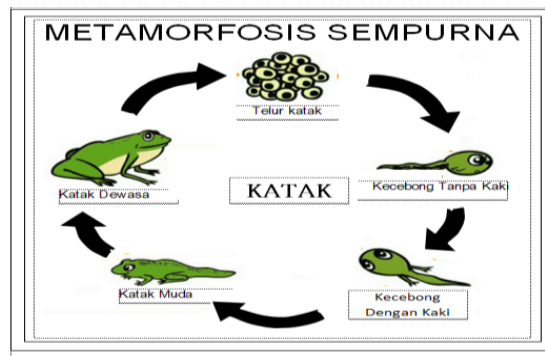 METAMORFOSIS SEMPURNA
Telur katak
Kecebong Tanpa Kaki
Kecebong
Dengan Kaki
Katak Muda
Katak Dewasa
KATAK